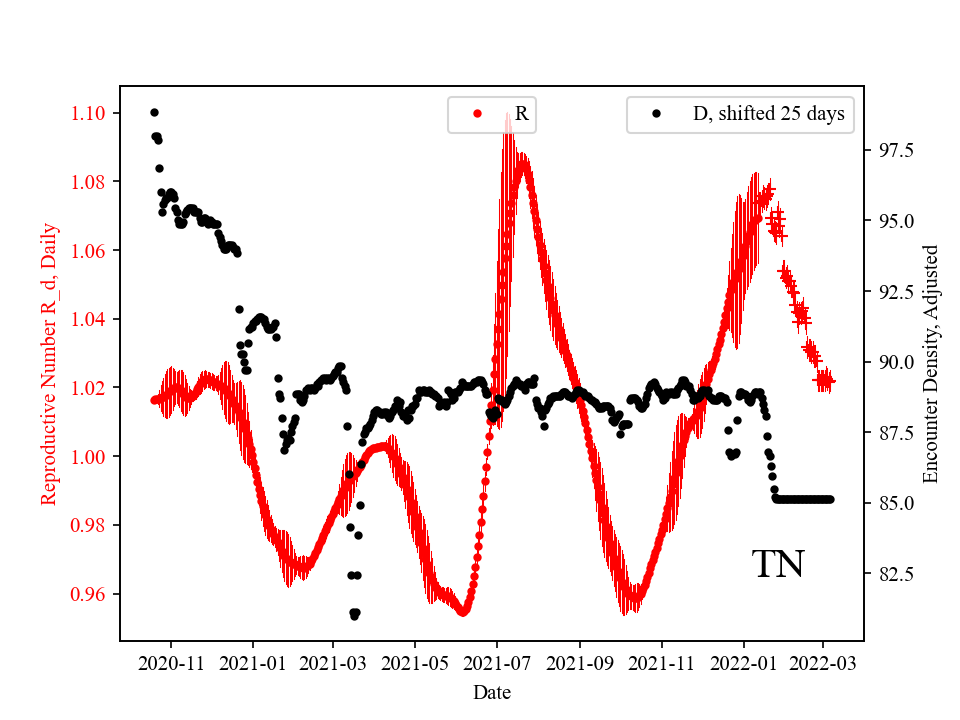 R
D, shifted 25 days
Reproductive Number R_d, Daily
1.10
1.08
1.06
1.04
1.02
1.00
0.98
0.96
97.5
95.0
92.5
90.0
87.5
85.0
82.5
Encounter Density, Adjusted
TN
2020-11 2021-01 2021-03 2021-05 2021-07 2021-09 2021-11 2022-01 2022-03
Date